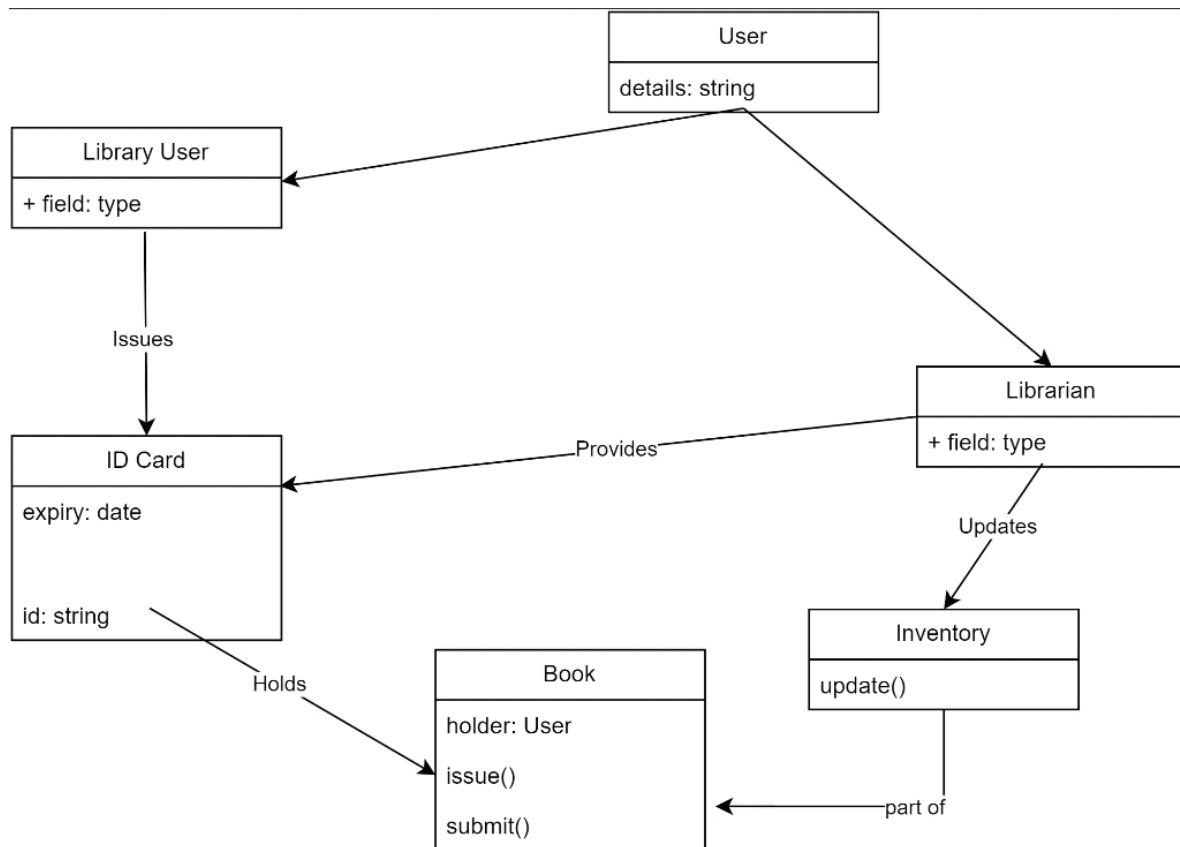 User
details: string
Library User
+ field: type
Issues
Librarian
+ field: type
Provides
ID Card
expiry: date
id: string
Updates
Inventory
update()
Holds
Book
holder: User
issue()
submit()
part of